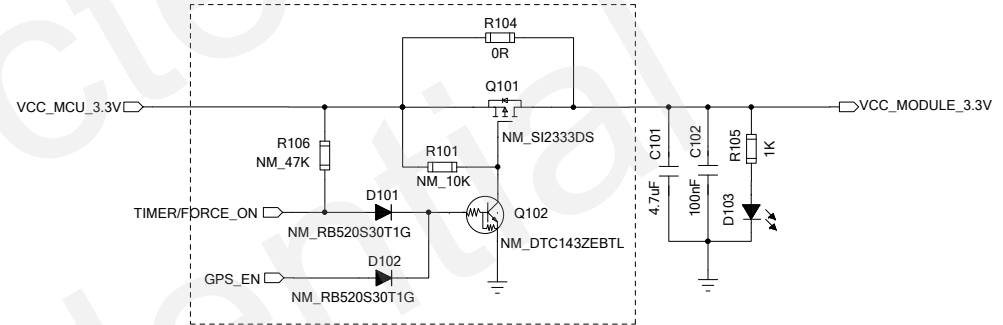 R104
0R
Q101
VCC_MCU_3.3V
VCC_MODULE_3.3V
NM_SI2333DS
R106
NM_47K
R101
NM_10K
C101
4.7uF
C102
100nF
R105
1K
D103
D101
TIMER/FORCE_ON
NM_RB520S30T1G
Q102
NM_DTC143ZEBTL
D102
GPS_EN
NM_RB520S30T1G